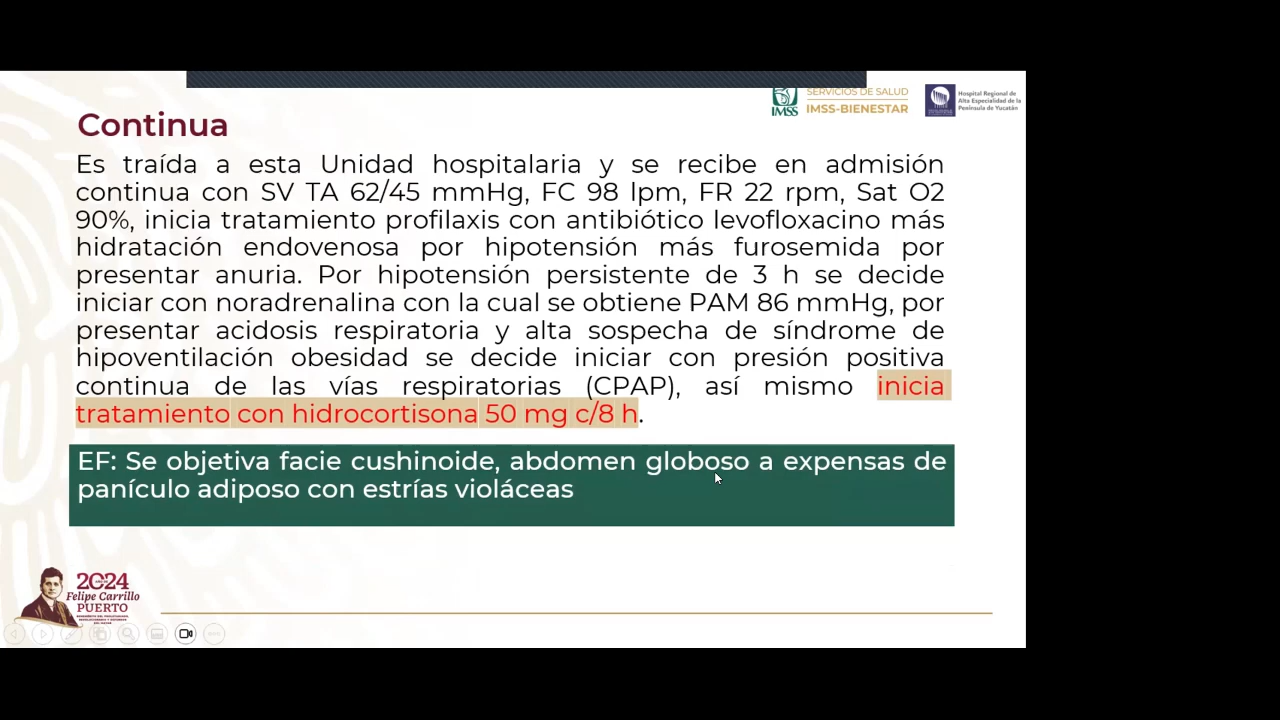 SERVICIOS DE SALUD
IMSS-BIENESTAR
IMSS
Hospital Regional de
Alta Especialidad de la
Península de Yucatán
Continua
Es traída a esta Unidad hospitalaria y se recibe en admisión
continua con SV TA 62/45 mmHg, FC 98 lpm, FR 22 rpm, Sat O2
90%, inicia tratamiento profilaxis con antibiótico levofloxacino más
hidratación endovenosa por hipotensión más furosemida por
presentar anuria. Por hipotensión persistente de 3 h se decide
iniciar con noradrenalina con la cual se obtiene PAM 86 mmHg, por
presentar acidosis respiratoria y alta sospecha de síndrome de
hipoventilación obesidad se decide iniciar con presión positiva
continua de las vías respiratorias (CPAP), así mismo inicia
tratamiento con hidrocortisona 50 mg c/8 h.
EF: Se objetiva facie cushinoide, abdomen globoso a expensas de
panículo adiposo con estrías violáceas
2024
Felipe Carrillo
PUERTO